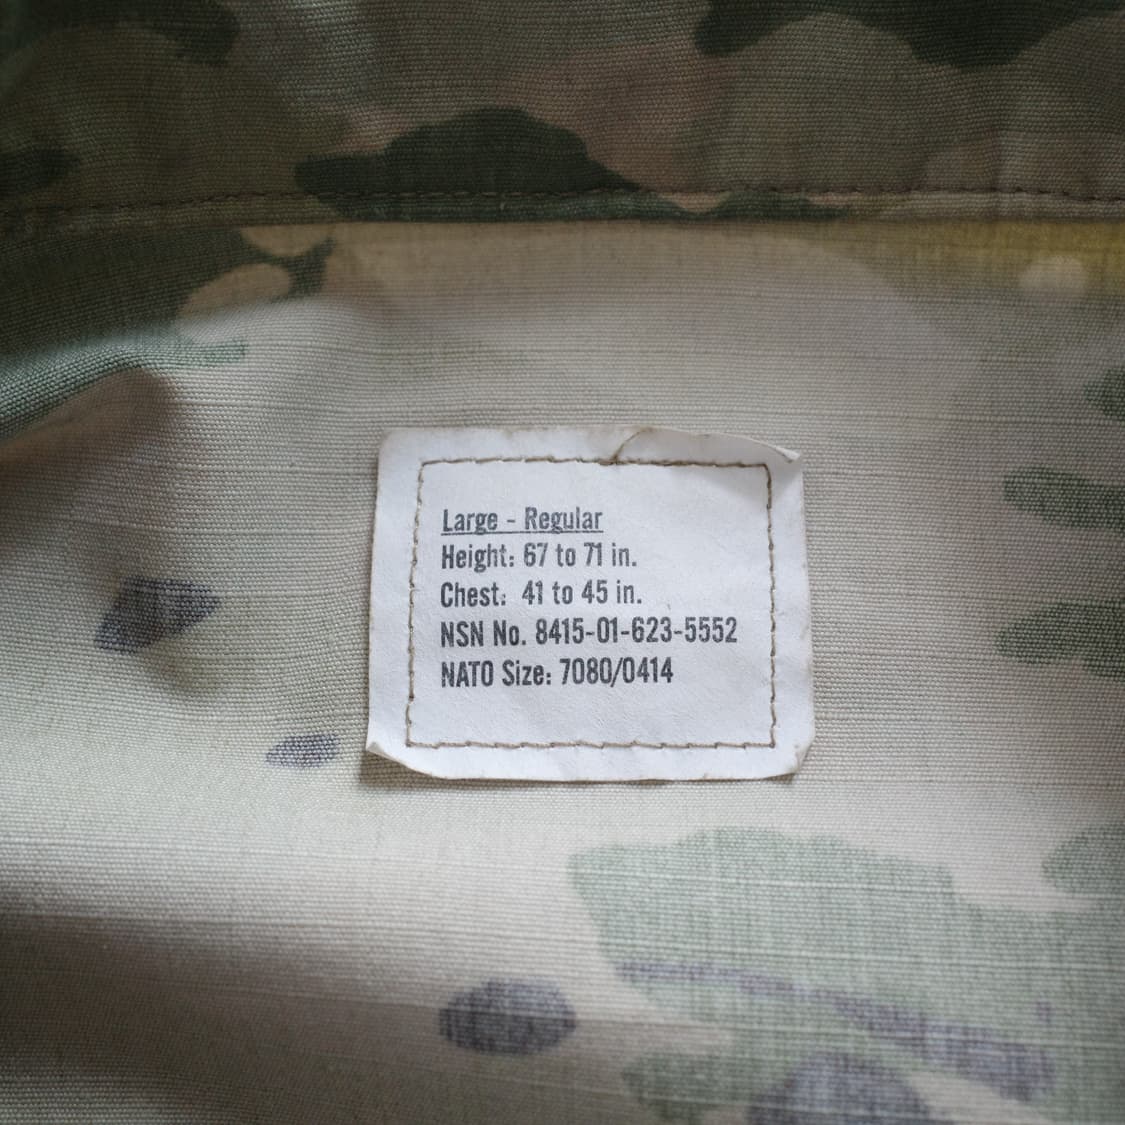 Large - Regular
Height: 67 to 71 in.
Chest: 41 to 45 in.
NSN No. 8415-01-623-5552
NATO Size: 7080/0414